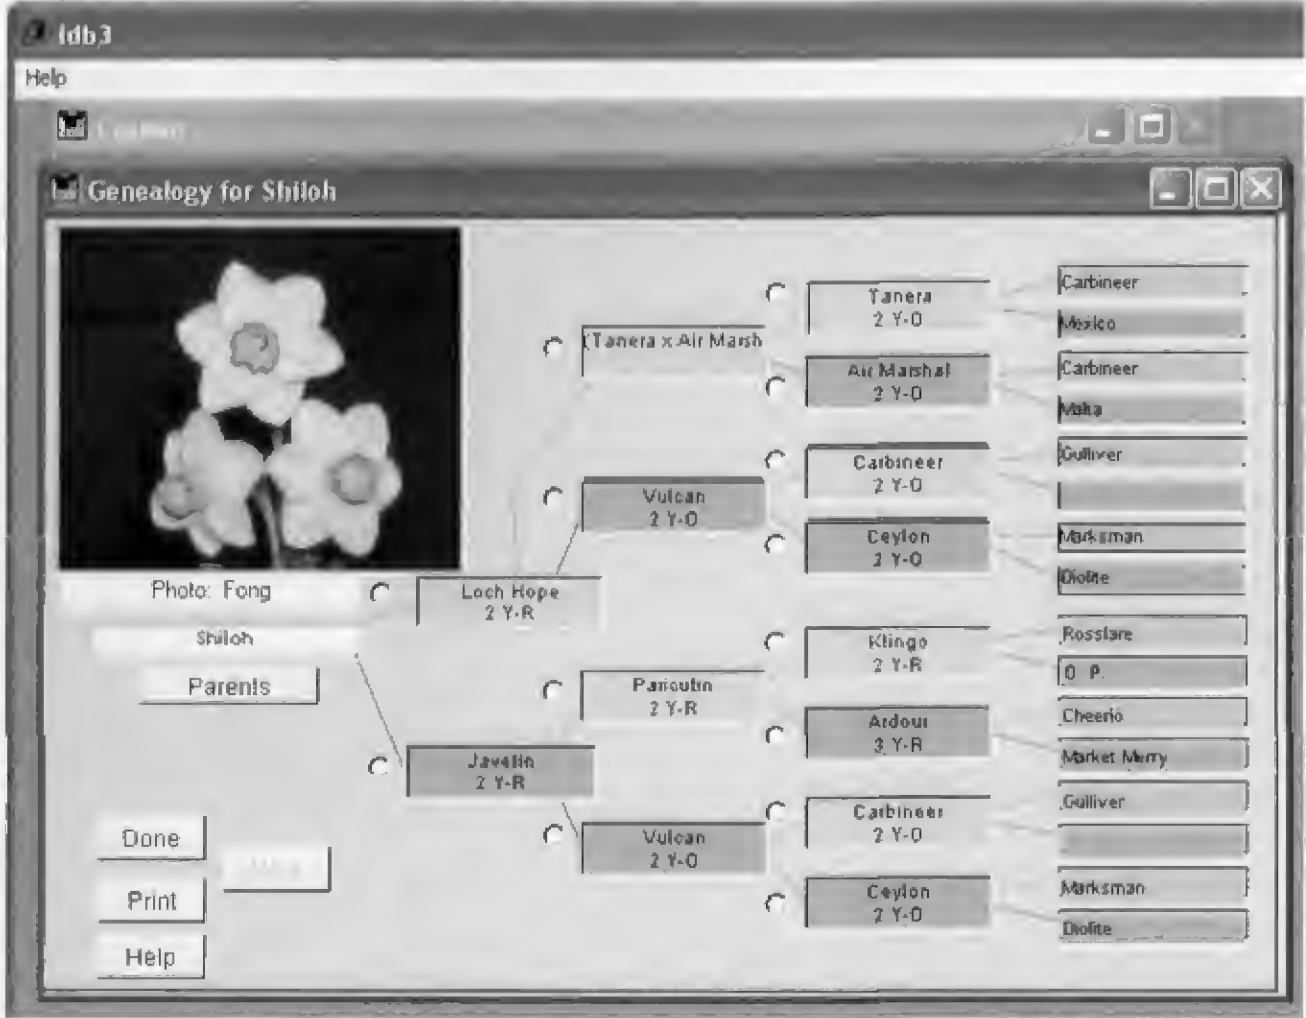 ldb3
Help
Genealogy for Shiloh
Photo: Fong
Shiloh
Parents
Done
Print
Help
Loch Hope
2 Y-R
Javelin
2 Y-R
(Tanera x Air Marsh
Vulcan
2 Y-O
Paricutin
2 Y-R
Vulcan
2 Y-O
Tanera
2 Y-O
Air Marshal
2 Y-O
Carbineer
2 Y-O
Ceylon
2 Y-O
Klingo
2 Y-R
Ardour
3 Y-R
Carbineer
2 Y-O
Ceylon
2 Y-O
Carbineer
Mexico
Carbineer
Malta
Gulliver
Marksman
Diolite
Rosslare
O. P.
Cheerio
Market Merry
Gulliver
Marksman
Diolite